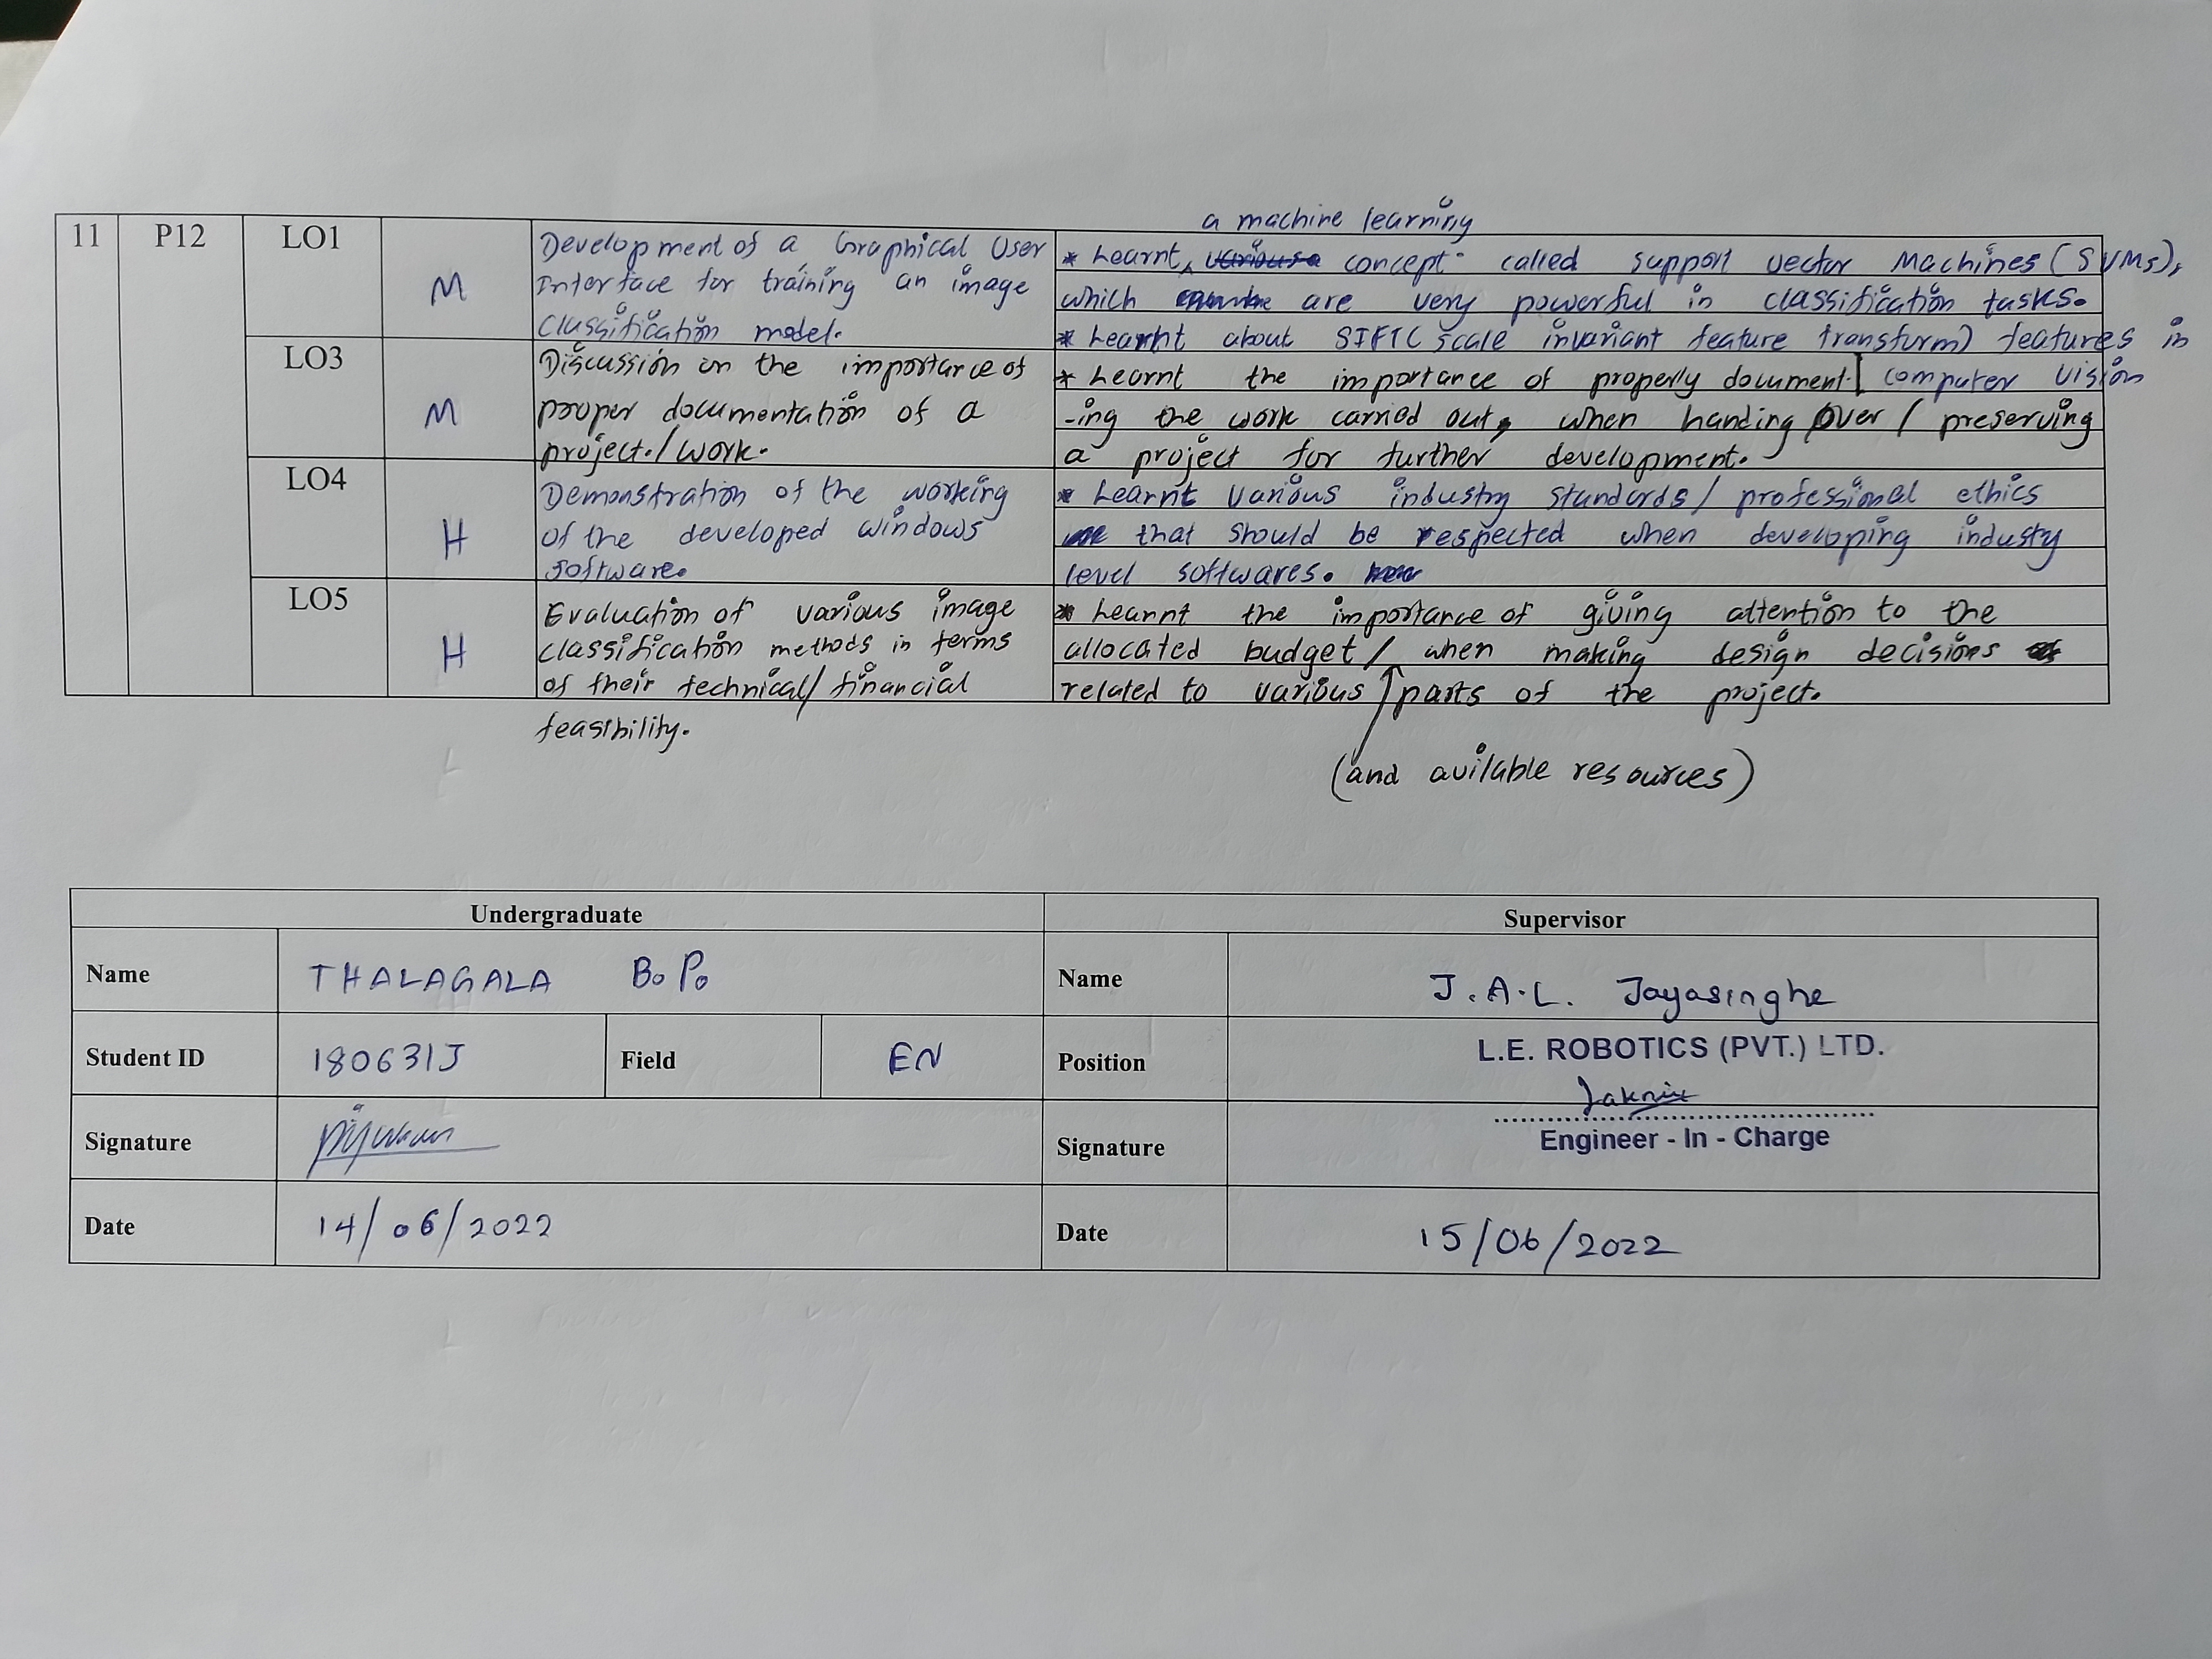 11 P12 LO1 M
Development of a Graphical User
Interface for training an image
classification model.
a machine learning
* Learnt concept called support vector machines (SVMs),
which are very powerful in classification tasks.
* Learnt about SIFT (scale invariant feature transform) features in
computer vision
LO3 M
Discussion on the importance of
proper documentation of a
project/work.
* Learnt the importance of properly document
-ing the work carried out, when handing over / preserving
a project for further development.
LO4 H
Demonstration of the working
of the developed windows
software.
* Learnt various industry standards/ professional ethics
that should be respected when developing industry
level softwares.
LO5 H
Evaluation of various image
classification methods in terms
of their technical/financial
feasibility.
* Learnt the importance of giving attention to the
allocated budget/ when making design decisions
related to various parts of the project.
(and available resources)
Undergraduate Supervisor
Name THALAGALA B.P. Name J.A.L. Jayasinghe
Student ID 180631J Field EN Position L.E. ROBOTICS (PVT.) LTD.
Signature Signature
Engineer - In - Charge
Date 14/06/2022 Date 15/06/2022